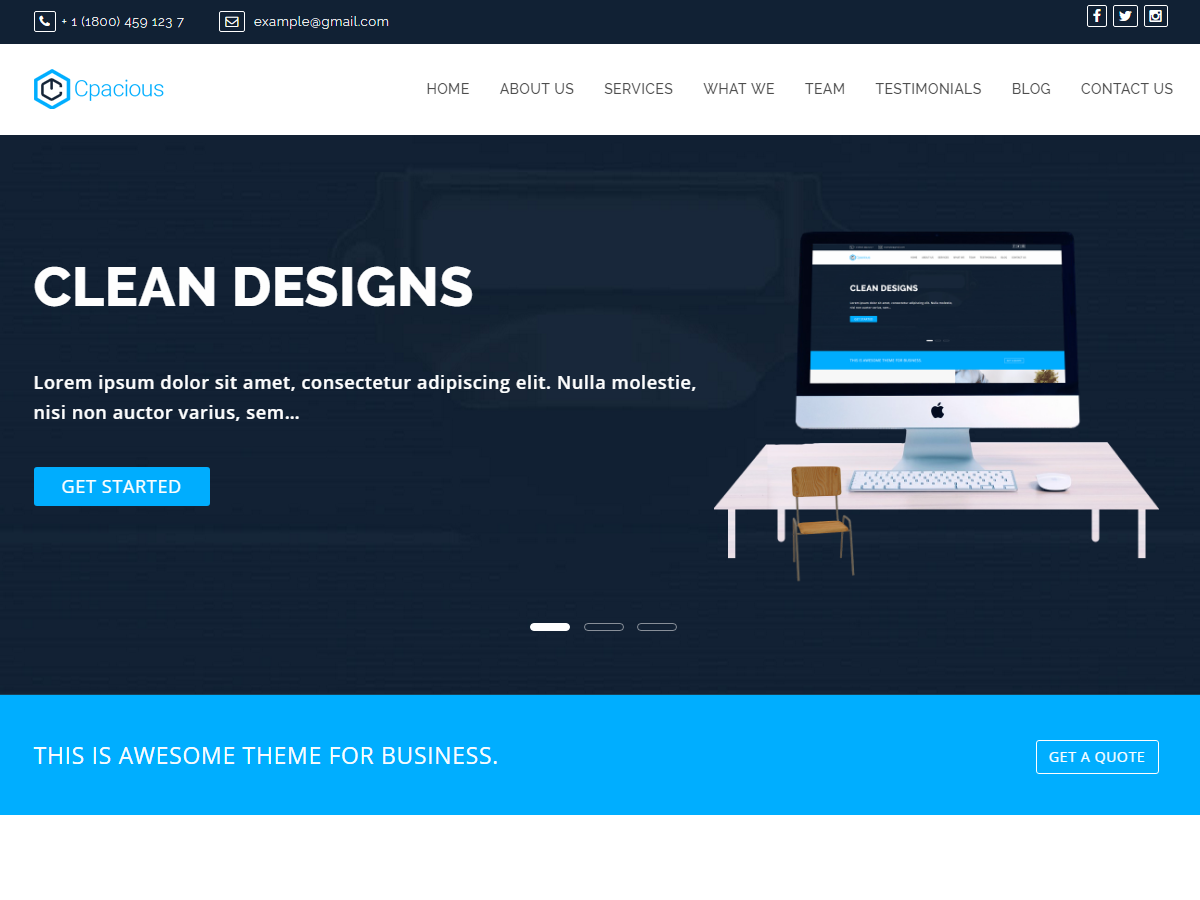 + 1 (1800) 459 123 7
example@gmail.com
Cpacious
HOME
ABOUT US
SERVICES
WHAT WE
TEAM
TESTIMONIALS
BLOG
CONTACT US
CLEAN DESIGNS
Lorem ipsum dolor sit amet, consectetur adipiscing elit. Nulla molestie,
nisi non auctor varius, sem...
GET STARTED
CLEAN DESIGNS
THIS IS AWESOME THEME FOR BUSINESS.
GET A QUOTE